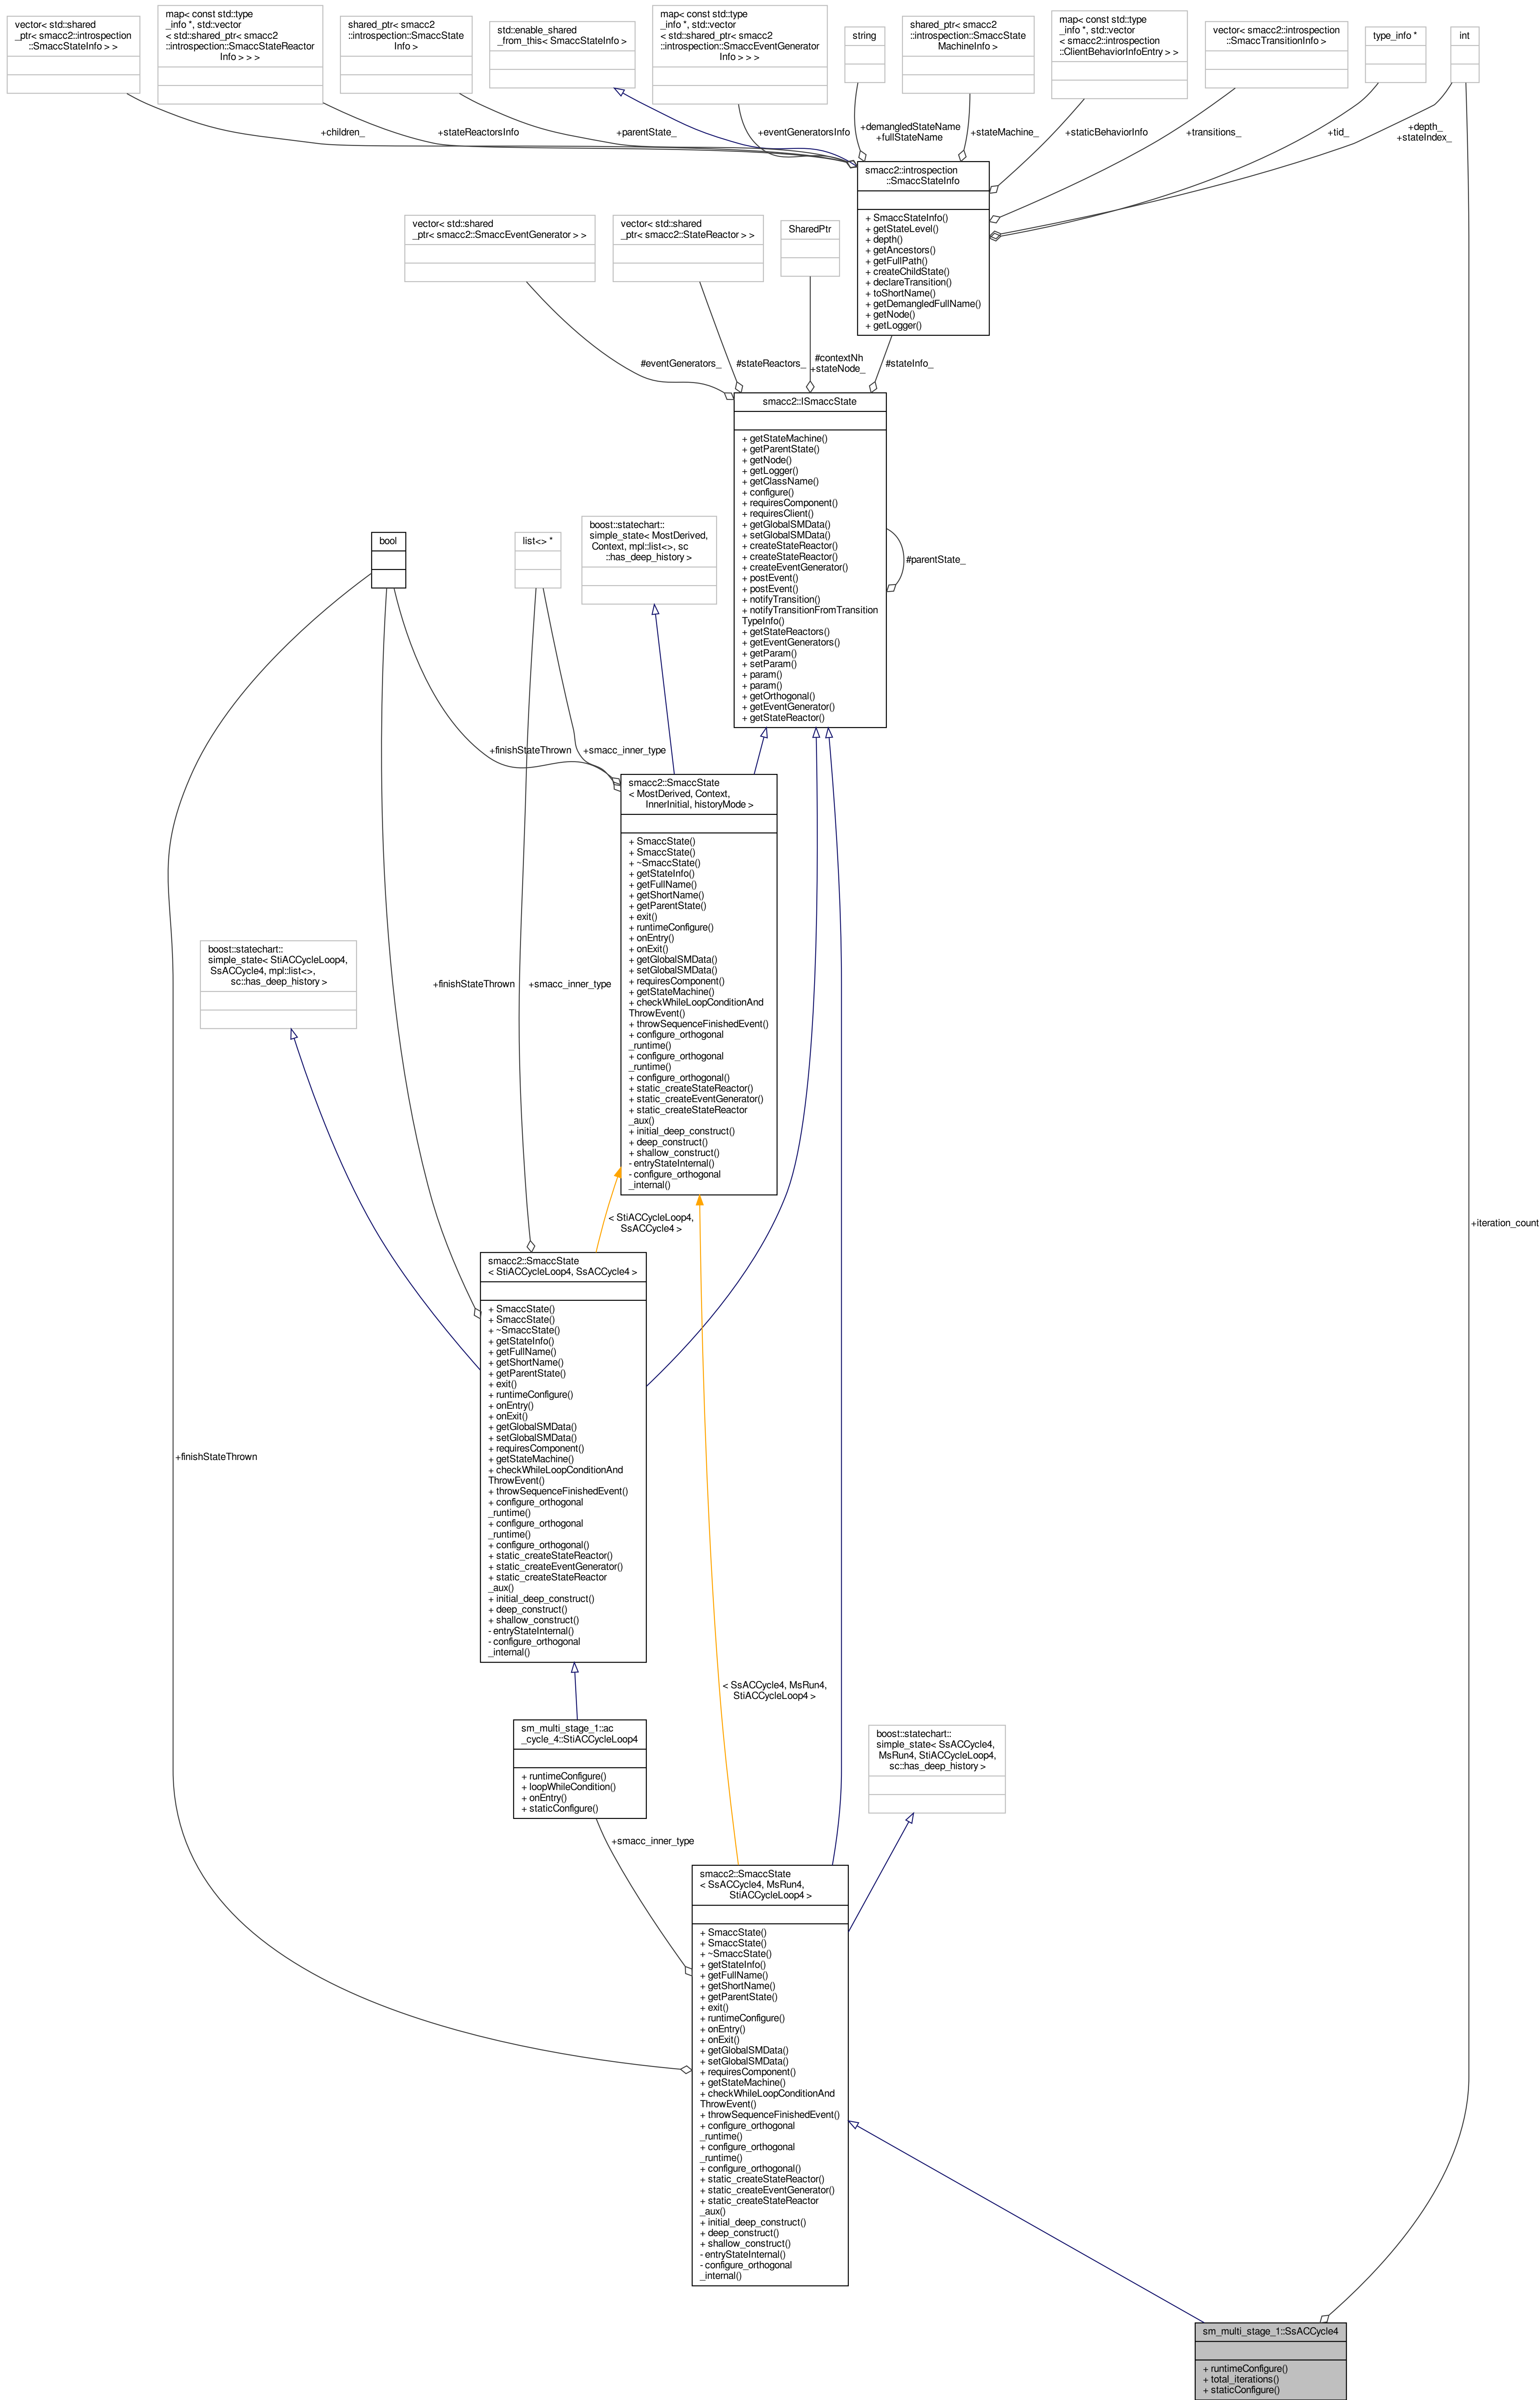 vector< std::shared
_ptr< smacc2::introspection
::SmaccStateInfo > >
map< const std::type
_info *, std::vector
< std::shared_ptr< smacc2
::introspection::SmaccStateReactor
Info > > >
shared_ptr< smacc2
::introspection::SmaccState
Info >
std::enable_shared
_from_this< SmaccStateInfo >
map< const std::type
_info *, std::vector
< std::shared_ptr< smacc2
::introspection::SmaccEventGenerator
Info > > >
string
shared_ptr< smacc2
::introspection::SmaccState
MachineInfo >
map< const std::type
_info *, std::vector
< smacc2::introspection
::ClientBehaviorInfoEntry > >
vector< smacc2::introspection
::SmaccTransitionInfo >
type_info *
int
+children_
+stateReactorsInfo
+parentState_
+eventGeneratorsInfo
+demangledStateName
+fullStateName
+stateMachine_
+staticBehaviorInfo
+transitions_
+tid_
+depth_
+stateIndex_
smacc2::introspection
::SmaccStateInfo
+ SmaccStateInfo()
+ getStateLevel()
+ depth()
+ getAncestors()
+ getFullPath()
+ createChildState()
+ declareTransition()
+ toShortName()
+ getDemangledFullName()
+ getNode()
+ getLogger()
vector< std::shared
_ptr< smacc2::SmaccEventGenerator > >
vector< std::shared
_ptr< smacc2::StateReactor > >
SharedPtr
#eventGenerators_
#stateReactors_
#contextNh
+stateNode_
#stateInfo_
smacc2::ISmaccState
+ getStateMachine()
+ getParentState()
+ getNode()
+ getLogger()
+ getClassName()
+ configure()
+ requiresComponent()
+ requiresClient()
+ getGlobalSMData()
+ setGlobalSMData()
+ createStateReactor()
+ createStateReactor()
+ createEventGenerator()
+ postEvent()
+ postEvent()
+ notifyTransition()
+ notifyTransitionFromTransition
TypeInfo()
+ getStateReactors()
+ getEventGenerators()
+ getParam()
+ setParam()
+ param()
+ param()
+ getOrthogonal()
+ getEventGenerator()
+ getStateReactor()
#parentState_
bool
list<> *
boost::statechart::
simple_state< MostDerived,
Context, mpl::list<>, sc
::has_deep_history >
+finishStateThrown
+smacc_inner_type
smacc2::SmaccState
< MostDerived, Context,
InnerInitial, historyMode >
+ SmaccState()
+ SmaccState()
+ ~SmaccState()
+ getStateInfo()
+ getFullName()
+ getShortName()
+ getParentState()
+ exit()
+ runtimeConfigure()
+ onEntry()
+ onExit()
+ getGlobalSMData()
+ setGlobalSMData()
+ requiresComponent()
+ getStateMachine()
+ checkWhileLoopConditionAnd
ThrowEvent()
+ throwSequenceFinishedEvent()
+ configure_orthogonal
_runtime()
+ configure_orthogonal
_runtime()
+ configure_orthogonal()
+ static_createStateReactor()
+ static_createEventGenerator()
+ static_createStateReactor
_aux()
+ initial_deep_construct()
+ deep_construct()
+ shallow_construct()
- entryStateInternal()
- configure_orthogonal
_internal()
boost::statechart::
simple_state< StiACCycleLoop4,
SsACCycle4, mpl::list<>,
sc::has_deep_history >
+finishStateThrown
+smacc_inner_type
< StiACCycleLoop4,
SsACCycle4 >
+iteration_count
smacc2::SmaccState
< StiACCycleLoop4, SsACCycle4 >
+ SmaccState()
+ SmaccState()
+ ~SmaccState()
+ getStateInfo()
+ getFullName()
+ getShortName()
+ getParentState()
+ exit()
+ runtimeConfigure()
+ onEntry()
+ onExit()
+ getGlobalSMData()
+ setGlobalSMData()
+ requiresComponent()
+ getStateMachine()
+ checkWhileLoopConditionAnd
ThrowEvent()
+ throwSequenceFinishedEvent()
+ configure_orthogonal
_runtime()
+ configure_orthogonal
_runtime()
+ configure_orthogonal()
+ static_createStateReactor()
+ static_createEventGenerator()
+ static_createStateReactor
_aux()
+ initial_deep_construct()
+ deep_construct()
+ shallow_construct()
- entryStateInternal()
- configure_orthogonal
_internal()
+finishStateThrown
< SsACCycle4, MsRun4,
StiACCycleLoop4 >
sm_multi_stage_1::ac
_cycle_4::StiACCycleLoop4
+ runtimeConfigure()
+ loopWhileCondition()
+ onEntry()
+ staticConfigure()
boost::statechart::
simple_state< SsACCycle4,
MsRun4, StiACCycleLoop4,
sc::has_deep_history >
+smacc_inner_type
smacc2::SmaccState
< SsACCycle4, MsRun4,
StiACCycleLoop4 >
+ SmaccState()
+ SmaccState()
+ ~SmaccState()
+ getStateInfo()
+ getFullName()
+ getShortName()
+ getParentState()
+ exit()
+ runtimeConfigure()
+ onEntry()
+ onExit()
+ getGlobalSMData()
+ setGlobalSMData()
+ requiresComponent()
+ getStateMachine()
+ checkWhileLoopConditionAnd
ThrowEvent()
+ throwSequenceFinishedEvent()
+ configure_orthogonal
_runtime()
+ configure_orthogonal
_runtime()
+ configure_orthogonal()
+ static_createStateReactor()
+ static_createEventGenerator()
+ static_createStateReactor
_aux()
+ initial_deep_construct()
+ deep_construct()
+ shallow_construct()
- entryStateInternal()
- configure_orthogonal
_internal()
sm_multi_stage_1::SsACCycle4
+ runtimeConfigure()
+ total_iterations()
+ staticConfigure()